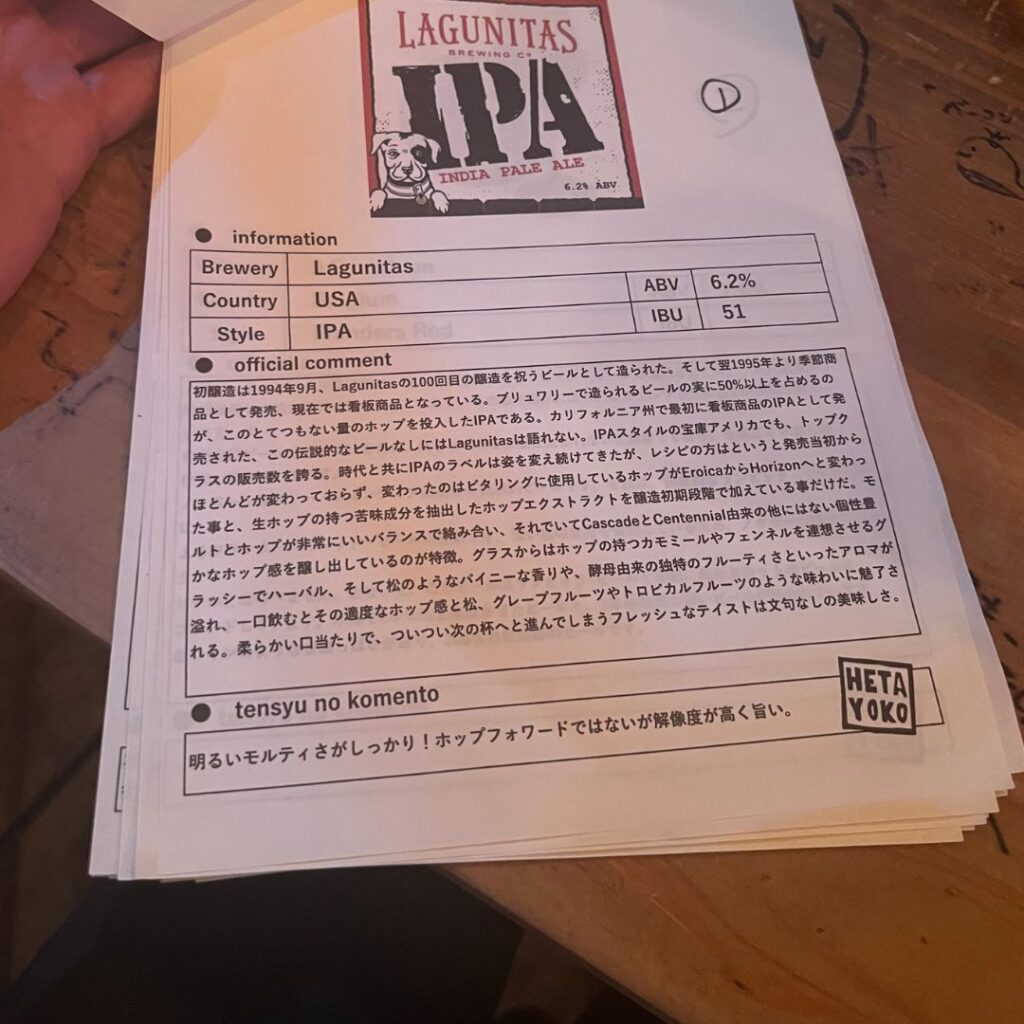 LAGUNITAS
BREWING Co
IPA
INDIA PALE ALE
6.2% ABV
①
● information
Brewery Lagunitas
Country USA ABV 6.2%
Style IPA IBU 51
● official comment
初醸造は1994年9月、Lagunitasの100回目の醸造を祝うビールとして造られた。そして翌1995年より季節商
品として発売、現在では看板商品となっている。ブリュワリーで造られるビールの実に50%以上を占めるの
が、このとてつもない量のホップを投入したIPAである。カリフォルニア州で最初に看板商品のIPAとして発
売された、この伝説的なビールなしにはLagunitasは語れない。IPAスタイルの宝庫アメリカでも、トップク
ラスの販売数を誇る。時代と共にIPAのラベルは姿を変え続けてきたが、レシピの方はというと発売当初から
ほとんどが変わっておらず、変わったのはビタリングに使用しているホップがEroicaからHorizonへと変わっ
た事と、生ホップの持つ苦味成分を抽出したホップエクストラクトを醸造初期段階で加えている事だけだ。モ
ルトとホップが非常にいいバランスで絡み合い、それでいてCascadeとCentennial由来の他にはない個性豊
かなホップ感を醸し出しているのが特徴。グラスからはホップの持つカモミールやフェンネルを連想させるグ
ラッシーでハーバル、そして松のようなパイニーな香りや、酵母由来の独特のフルーティさといったアロマが
溢れ、一口飲むとその適度なホップ感と松、グレープフルーツやトロピカルフルーツのような味わいに魅了さ
れる。柔らかい口当たりで、ついつい次の杯へと進んでしまうフレッシュなテイストは文句なしの美味しさ。
● tensyu no komento
HETA
YOKO
明るいモルティさがしっかり！ホップフォワードではないが解像度が高く旨い。